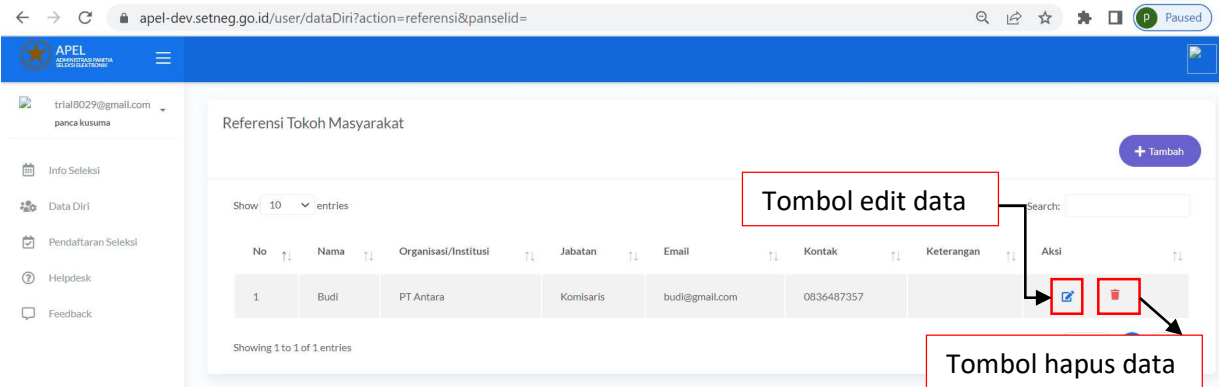 apel-dev.setneg.go.id/user/dataDiri?action=referensi&panselid=
P Paused
APEL
ADMINISTRASI PANITIA
SELEKSI ELEKTRONIK
trial8029@gmail.com
panca kusuma
Info Seleksi
Data Diri
Pendaftaran Seleksi
Helpdesk
Feedback
Referensi Tokoh Masyarakat
+ Tambah
Show 10 entries
Search:
Tombol edit data
No Nama Organisasi/Institusi Jabatan Email Kontak Keterangan Aksi
1 Budi PT Antara Komisaris budi@gmail.com 0836487357
Showing 1 to 1 of 1 entries
Tombol hapus data